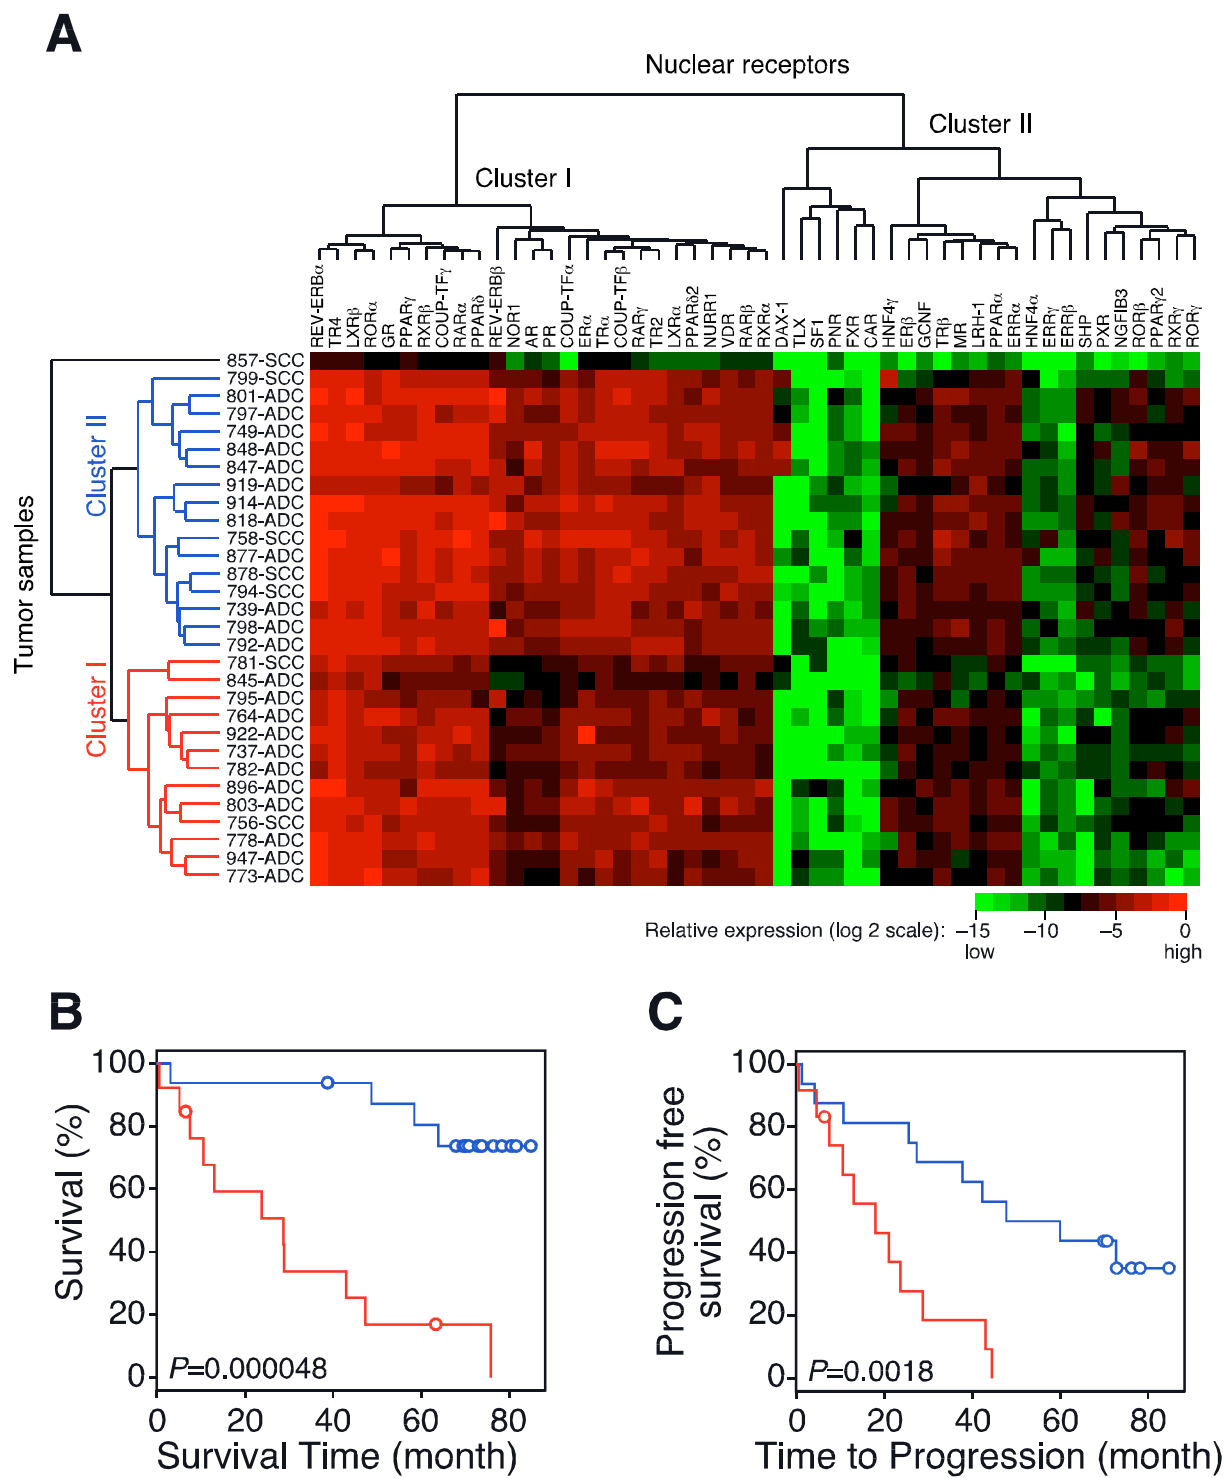 A
Nuclear receptors
Cluster II
Cluster I
REV-ERBα
TR4
LXRβ
RORα
GR
PPARγ
RXRβ
COUP-TFγ
RARα
PPARδ
REV-ERBβ
NOR1
AR
PR
COUP-TFα
ERα
TRα
COUP-TFβ
RARγ
TR2
LXRα
PPARδ2
NURR1
VDR
RARβ
RXRα
DAX-1
TLX
SF1
PNR
FXR
CAR
HNF4γ
ERβ
GCNF
TRβ
MR
LRH-1
PPARα
ERRα
HNF4α
ERRγ
ERRβ
SHP
PXR
NGFIB3
RORβ
PPARγ2
RXRγ
RORγ
Tumor samples
Cluster II
Cluster I
857-SCC
799-SCC
801-ADC
797-ADC
749-ADC
848-ADC
847-ADC
919-ADC
914-ADC
818-ADC
758-SCC
877-ADC
878-SCC
794-SCC
739-ADC
798-ADC
792-ADC
781-SCC
845-ADC
795-ADC
764-ADC
922-ADC
737-ADC
782-ADC
896-ADC
803-ADC
756-SCC
778-ADC
947-ADC
773-ADC
Relative expression (log 2 scale): –15 –10 –5 0
low high
B
Survival (%)
100
80
60
40
20
0
P=0.000048
0 20 40 60 80
Survival Time (month)
C
Progression free
survival (%)
100
80
60
40
20
0
P=0.0018
0 20 40 60 80
Time to Progression (month)